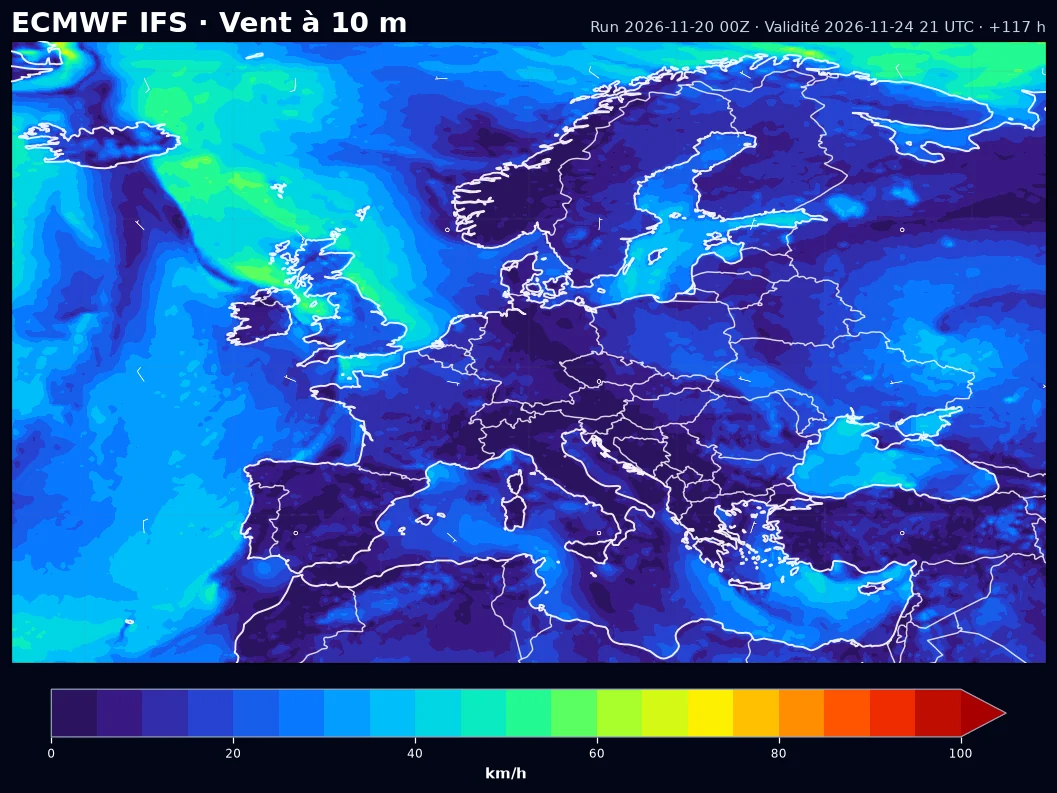 ECMWF IFS · Vent à 10 m
Run 2026-11-20 00Z · Validité 2026-11-24 21 UTC · +117 h
0 20 40 60 80 100
km/h